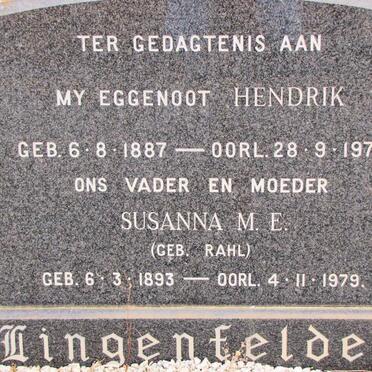 TER GEDAGTENIS AAN
MY EGGENOOT HENDRIK
GEB. 6·8·1887 — OORL. 28·9·197
ONS VADER EN MOEDER
SUSANNA M. E.
(GEB. RAHL)
GEB. 6·3·1893 — OORL. 4·11·1979.
Lingenfelde